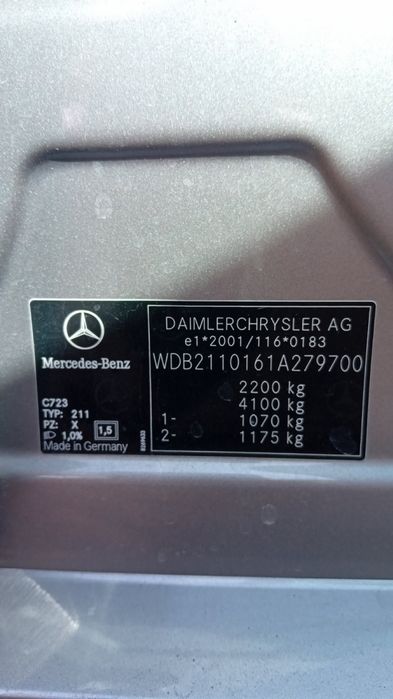 Mercedes-Benz
C723
TYP: 211
PZ: X
1,0%
1,5
Made in Germany
DAIMLERCHRYSLER AG
e1*2001/116*0183
WDB2110161A279700
2200 kg
4100 kg
1- 1070 kg
2- 1175 kg